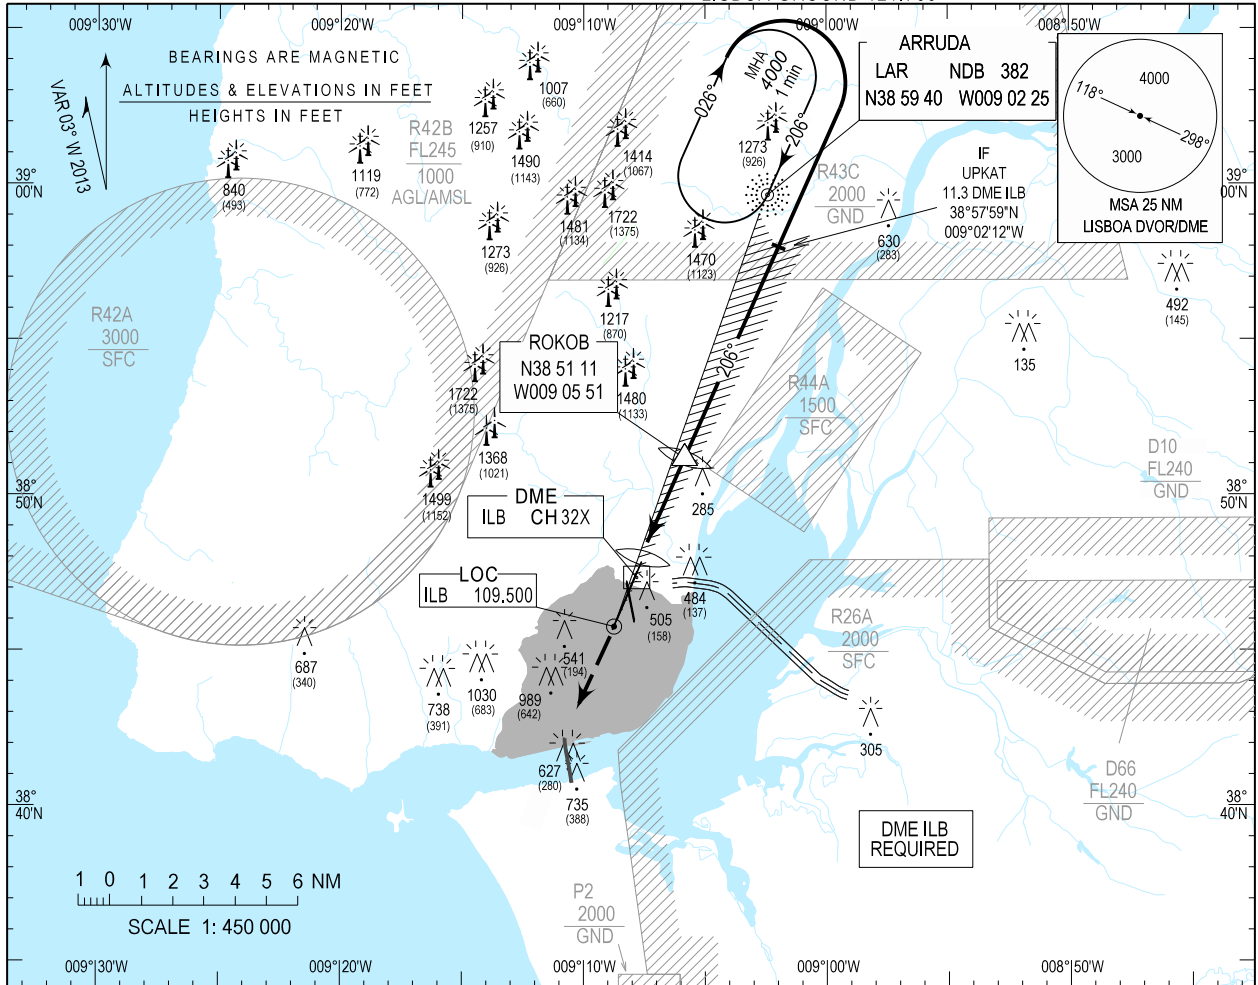 009°30'W
009°20'W
009°10'W
009°00'W
008°50'W
VAR 03° W 2013
BEARINGS ARE MAGNETIC
ALTITUDES & ELEVATIONS IN FEET
HEIGHTS IN FEET
R42B
FL245
1000
AGL/AMSL
1007
(660)
1257
(910)
1490
(1143)
1414
(1067)
1119
(772)
840
(493)
1481
(1134)
1722
(1375)
1273
(926)
1470
(1123)
1217
(870)
MHA
4000
1 min
026°
206°
1273
(926)
ARRUDA
LAR NDB 382
N38 59 40 W009 02 25
4000
118°
298°
3000
MSA 25 NM
LISBOA DVOR/DME
R43C
2000
GND
630
(283)
IF
UPKAT
11.3 DME ILB
38°57'59"N
009°02'12"W
39°
00'N
39°
00'N
492
(145)
135
R42A
3000
SFC
ROKOB
N38 51 11
W009 05 51
206°
1480
(1133)
1722
(1375)
1368
(1021)
1499
(1152)
R44A
1500
SFC
D10
FL240
GND
38°
50'N
38°
50'N
285
DME
ILB CH 32X
LOC
ILB 109.500
484
(137)
505
(158)
541
(194)
R26A
2000
SFC
687
(340)
738
(391)
1030
(683)
989
(642)
305
627
(280)
735
(388)
D66
FL240
GND
38°
40'N
38°
40'N
DME ILB
REQUIRED
1 0 1 2 3 4 5 6 NM
SCALE 1: 450 000
P2
2000
GND
009°30'W
009°20'W
009°10'W
009°00'W
008°50'W